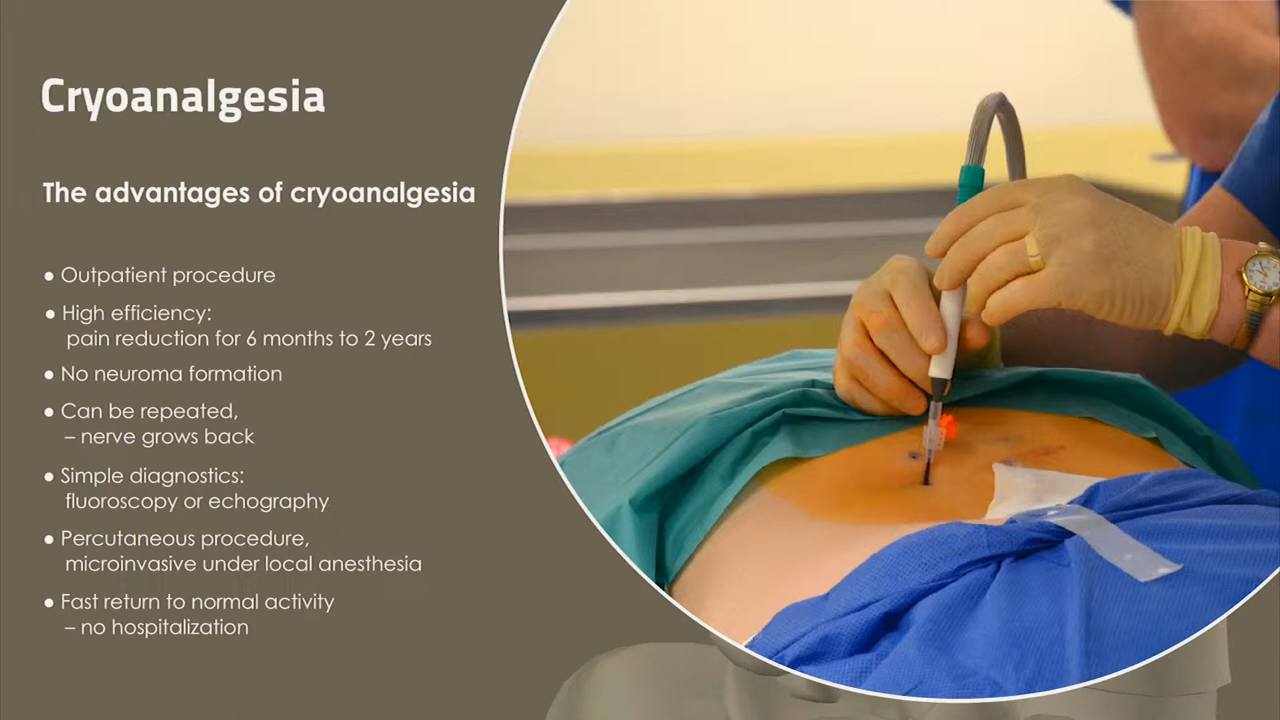 Cryoanalgesia
The advantages of cryoanalgesia
● Outpatient procedure
● High efficiency:
pain reduction for 6 months to 2 years
● No neuroma formation
● Can be repeated,
– nerve grows back
● Simple diagnostics:
fluoroscopy or echography
● Percutaneous procedure,
microinvasive under local anesthesia
● Fast return to normal activity
– no hospitalization